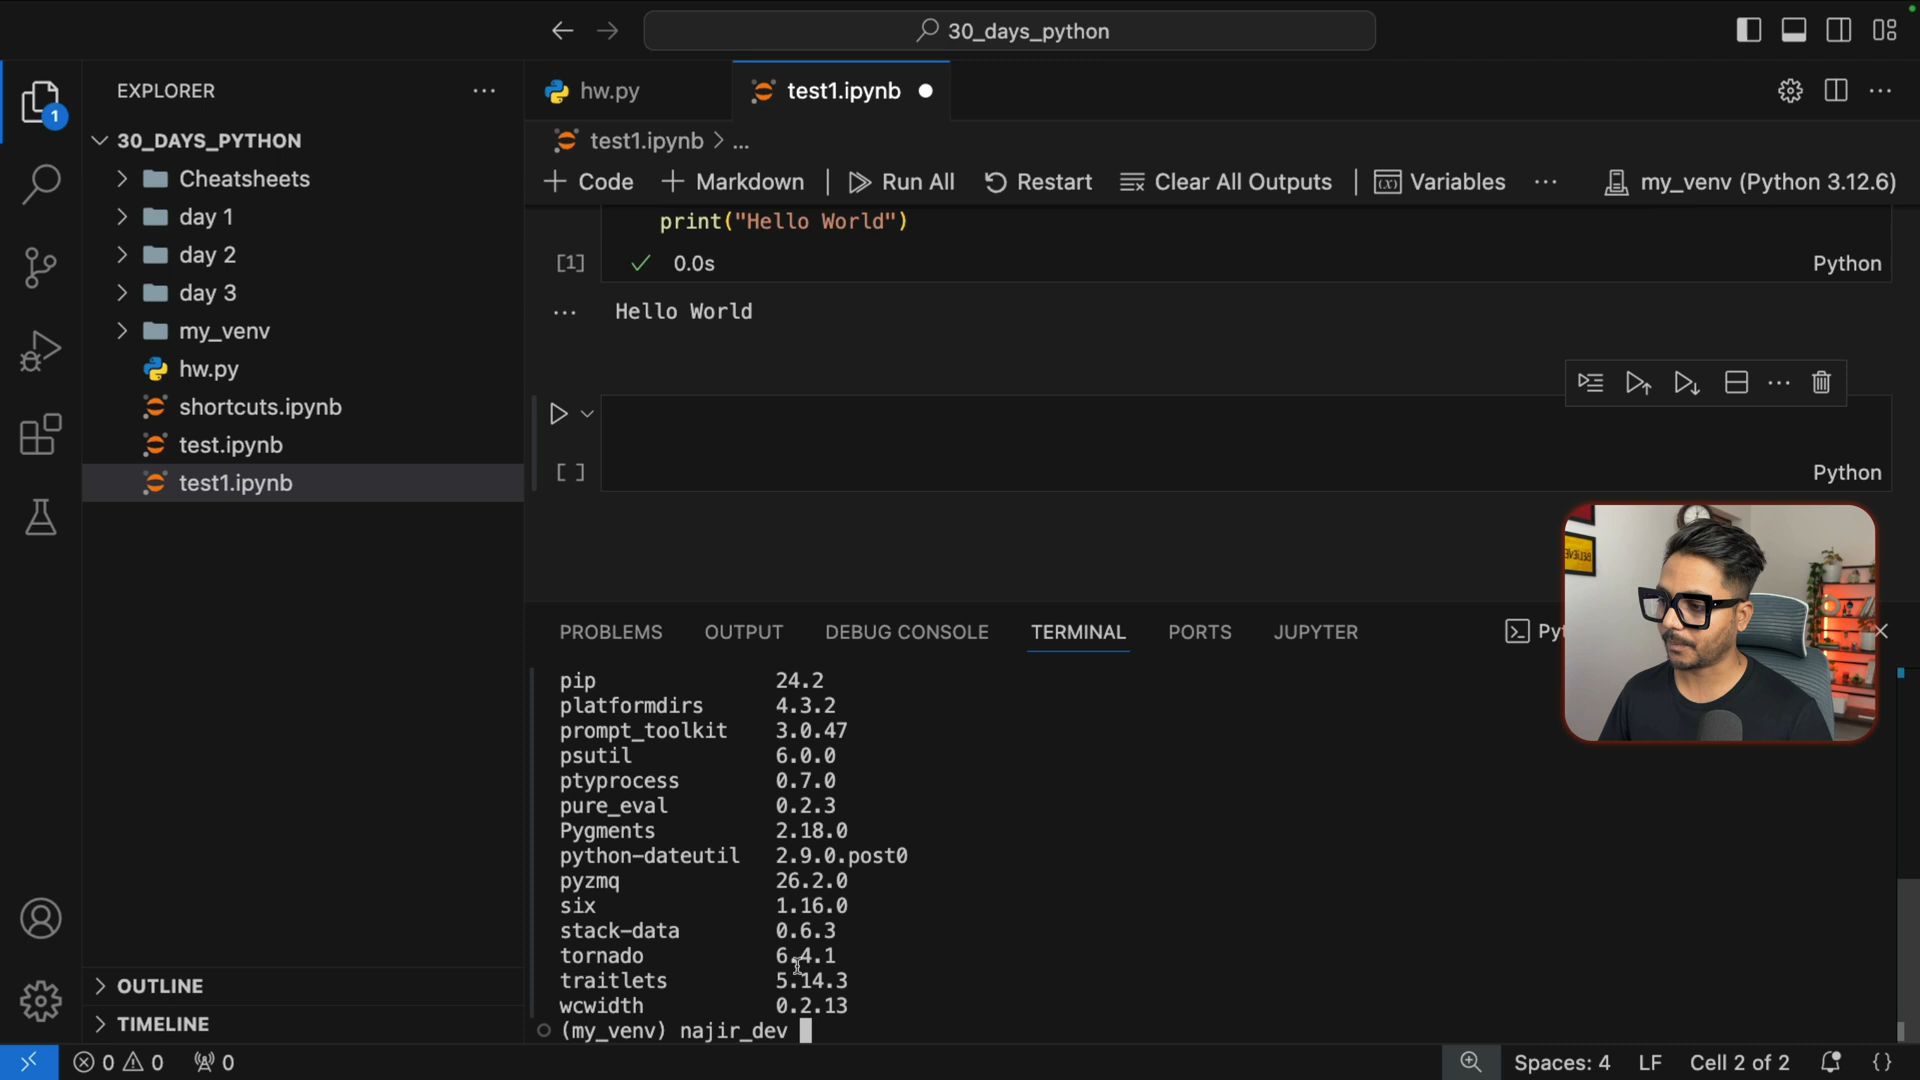 30_days_python
EXPLORER
30_DAYS_PYTHON
Cheatsheets
day 1
day 2
day 3
my_venv
hw.py
shortcuts.ipynb
test.ipynb
test1.ipynb
OUTLINE
TIMELINE
1
hw.py
test1.ipynb
test1.ipynb > ...
+ Code + Markdown | Run All Restart Clear All Outputs | Variables ... my_venv (Python 3.12.6)
print("Hello World")
[1] 0.0s Python
... Hello World
[ ] Python
BELIEVE
PROBLEMS OUTPUT DEBUG CONSOLE TERMINAL PORTS JUPYTER
pip 24.2
platformdirs 4.3.2
prompt_toolkit 3.0.47
psutil 6.0.0
ptyprocess 0.7.0
pure_eval 0.2.3
Pygments 2.18.0
python-dateutil 2.9.0.post0
pyzmq 26.2.0
six 1.16.0
stack-data 0.6.3
tornado 6.4.1
traitlets 5.14.3
wcwidth 0.2.13
(my_venv) najir_dev
0 0 0 Spaces: 4 LF Cell 2 of 2 {}